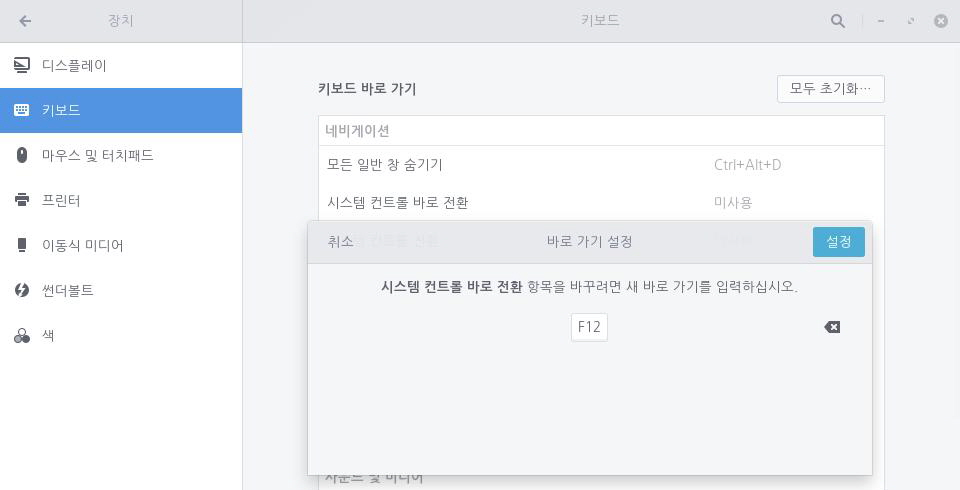 장치
키보드
디스플레이
키보드
마우스 및 터치패드
프린터
이동식 미디어
썬더볼트
색
키보드 바로 가기
모두 초기화…
네비게이션
모든 일반 창 숨기기
Ctrl+Alt+D
시스템 컨트롤 바로 전환
미사용
취소
바로 가기 설정
설정
시스템 컨트롤 바로 전환 항목을 바꾸려면 새 바로 가기를 입력하십시오.
F12
사운드 및 미디어